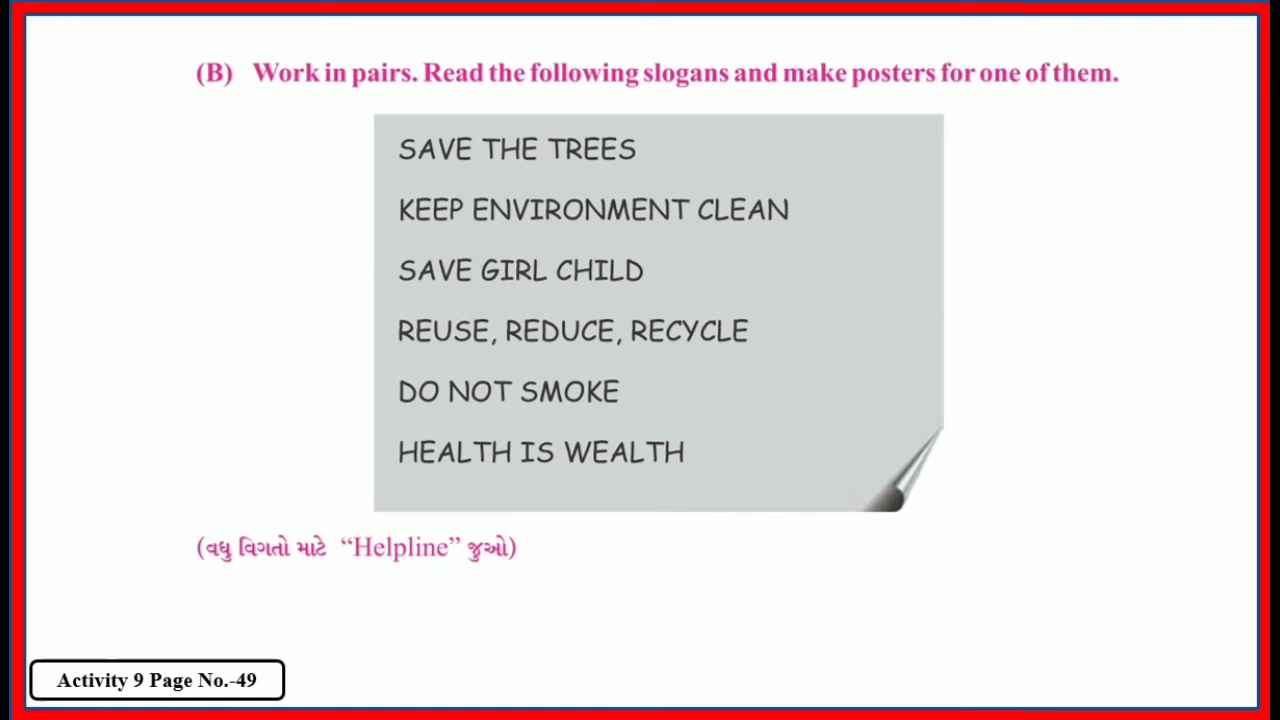 (B) Work in pairs. Read the following slogans and make posters for one of them.
SAVE THE TREES
KEEP ENVIRONMENT CLEAN
SAVE GIRL CHILD
REUSE, REDUCE, RECYCLE
DO NOT SMOKE
HEALTH IS WEALTH
(વધુ વિગતો માટે “Helpline” જુઓ)
Activity 9 Page No.-49